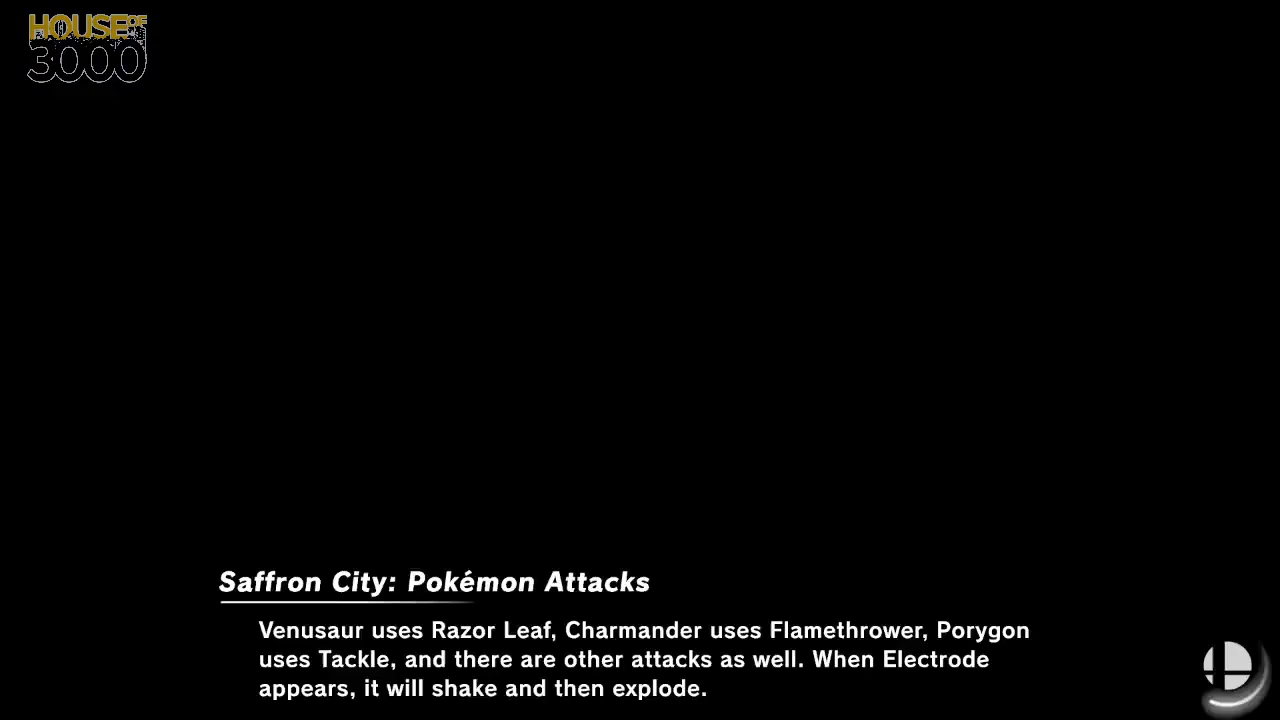 HOUSE OF
3000
Saffron City: Pokémon Attacks
Venusaur uses Razor Leaf, Charmander uses Flamethrower, Porygon
uses Tackle, and there are other attacks as well. When Electrode
appears, it will shake and then explode.